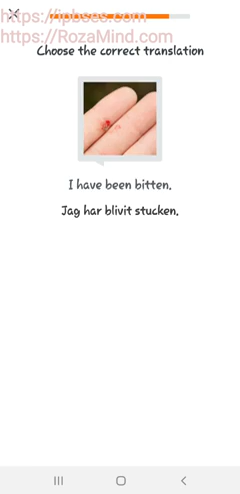 https://ipbses.com
https://RozaMind.com
Choose the correct translation
I have been bitten.
Jag har blivit stucken.